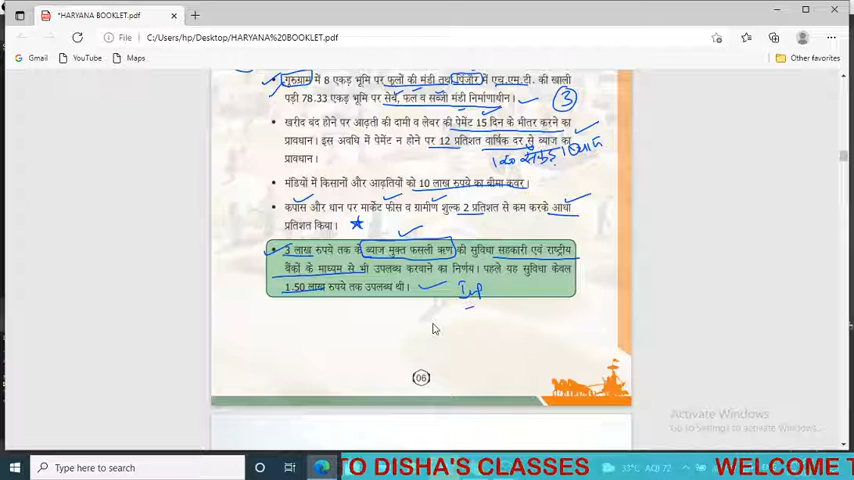 *HARYANA BOOKLET.pdf
File | C:/Users/hp/Desktop/HARYANA%20BOOKLET.pdf
Gmail YouTube Maps Other favorites
• गुरुग्राम में 8 एकड़ भूमि पर फूलों की मंडी तथा पिंजौर में एच.एम.टी. की खाली
पड़ी 78.33 एकड़ भूमि पर सेब, फल व सब्जी मंडी निर्माणाधीन। 3
• खरीद बंद होने पर आढ़ती की दामी व लेबर की पेमेंट 15 दिन के भीतर करने का
प्रावधान। इस अवधि में पेमेंट न होने पर 12 प्रतिशत वार्षिक दर से ब्याज का
प्रावधान।
• मंडियों में किसानों और आढ़तियों को 10 लाख रुपये का बीमा कवर।
• कपास और धान पर मार्केट फीस व ग्रामीण शुल्क 2 प्रतिशत से कम करके आधा
प्रतिशत किया।
• 3 लाख रुपये तक के ब्याज मुक्त फसली ऋण की सुविधा सहकारी एवं राष्ट्रीय
बैंकों के माध्यम से भी उपलब्ध करवाने का निर्णय। पहले यह सुविधा केवल
1.50 लाख रुपये तक उपलब्ध थी। Imp
06
Activate Windows
Go to Settings to activate Windows.
Type here to search
33°C AQI 72
TO DISHA'S CLASSES WELCOME T